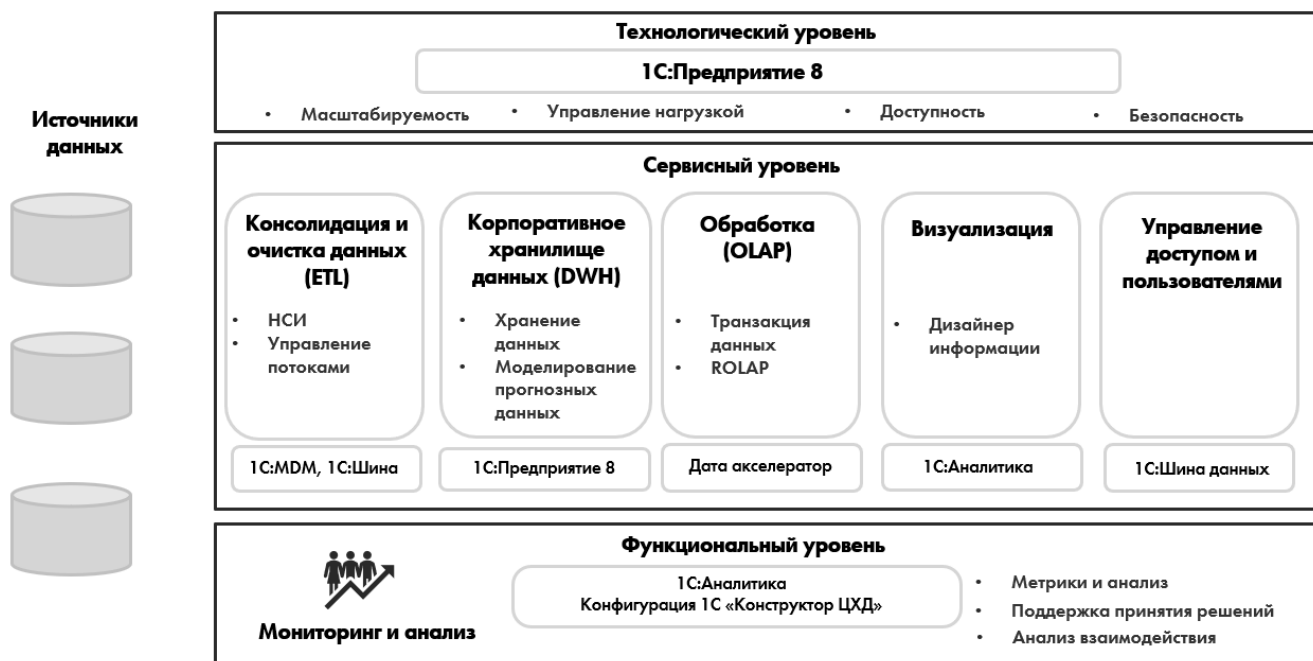 Технологический уровень
1С:Предприятие 8
• Масштабируемость
• Управление нагрузкой
• Доступность
• Безопасность
Источники
данных
Сервисный уровень
Консолидация и
очистка данных
(ETL)
• НСИ
• Управление
потоками
1С:MDM, 1С:Шина
Корпоративное
хранилище
данных (DWH)
• Хранение
данных
• Моделирование
прогнозных
данных
1С:Предприятие 8
Обработка
(OLAP)
• Транзакция
данных
• ROLAP
Дата акселератор
Визуализация
• Дизайнер
информации
1С:Аналитика
Управление
доступом и
пользователями
1С:Шина данных
Функциональный уровень
Мониторинг и анализ
1С:Аналитика
Конфигурация 1С «Конструктор ЦХД»
• Метрики и анализ
• Поддержка принятия решений
• Анализ взаимодействия